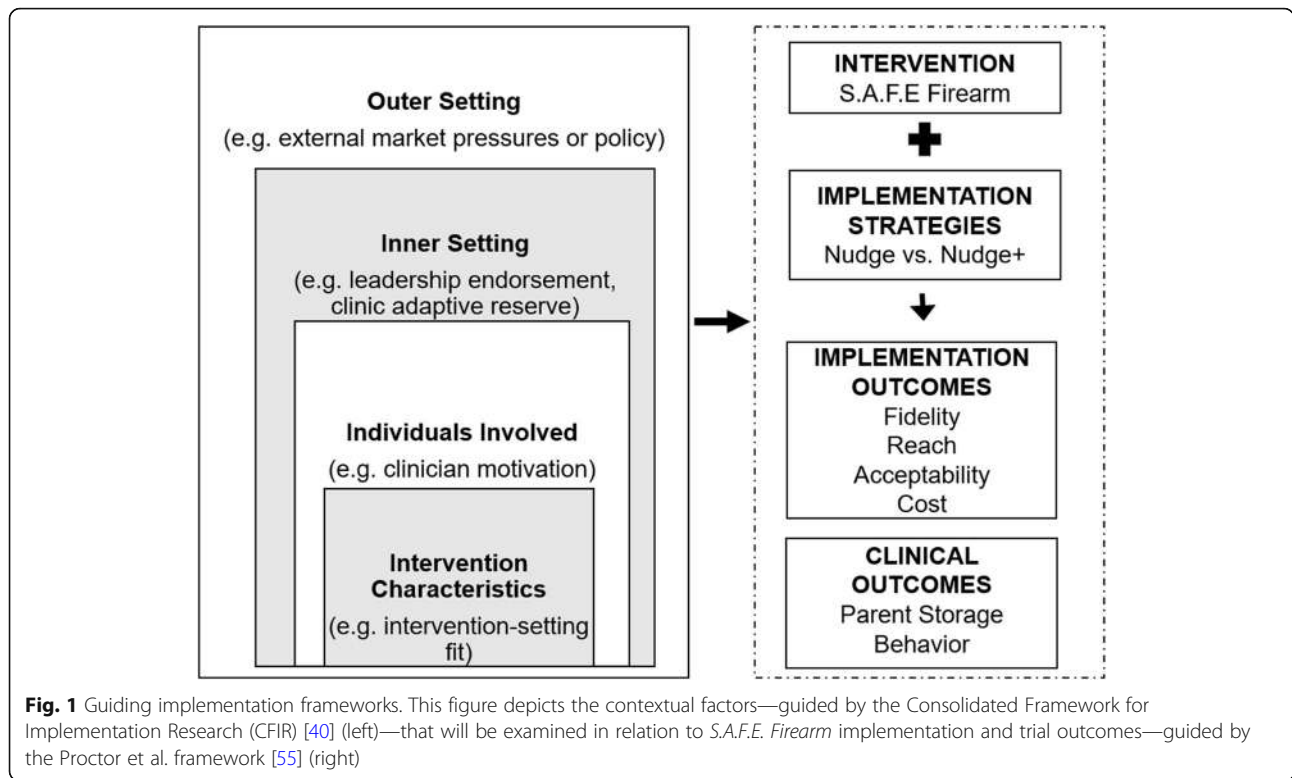 Outer Setting
(e.g. external market pressures or policy)
Inner Setting
(e.g. leadership endorsement,
clinic adaptive reserve)
Individuals Involved
(e.g. clinician motivation)
Intervention
Characteristics
(e.g. intervention-setting
fit)
INTERVENTION
S.A.F.E Firearm
IMPLEMENTATION
STRATEGIES
Nudge vs. Nudge+
IMPLEMENTATION
OUTCOMES
Fidelity
Reach
Acceptability
Cost
CLINICAL
OUTCOMES
Parent Storage
Behavior
Fig. 1 Guiding implementation frameworks. This figure depicts the contextual factors—guided by the Consolidated Framework for
Implementation Research (CFIR) [40] (left)—that will be examined in relation to S.A.F.E. Firearm implementation and trial outcomes—guided by
the Proctor et al. framework [55] (right)